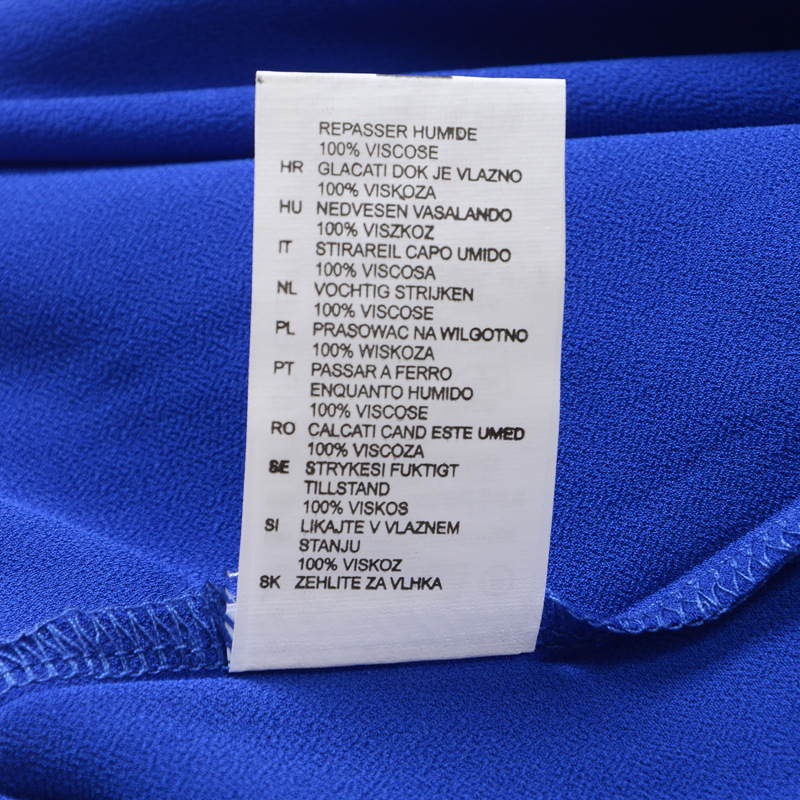 REPASSER HUMIDE
100% VISCOSE
HR GLACATI DOK JE VLAZNO
100% VISKOZA
HU NEDVESEN VASALANDO
100% VISZKOZ
IT STIRAREIL CAPO UMIDO
100% VISCOSA
NL VOCHTIG STRIJKEN
100% VISCOSE
PL PRASOWAC NA WILGOTNO
100% WISKOZA
PT PASSAR A FERRO
ENQUANTO HUMIDO
100% VISCOSE
RO CALCATI CAND ESTE UMED
100% VISCOZA
SE STRYKESI FUKTIGT
TILLSTAND
100% VISKOS
SI LIKAJTE V VLAZNEM
STANJU
100% VISKOZ
SK ZEHLITE ZA VLHKA